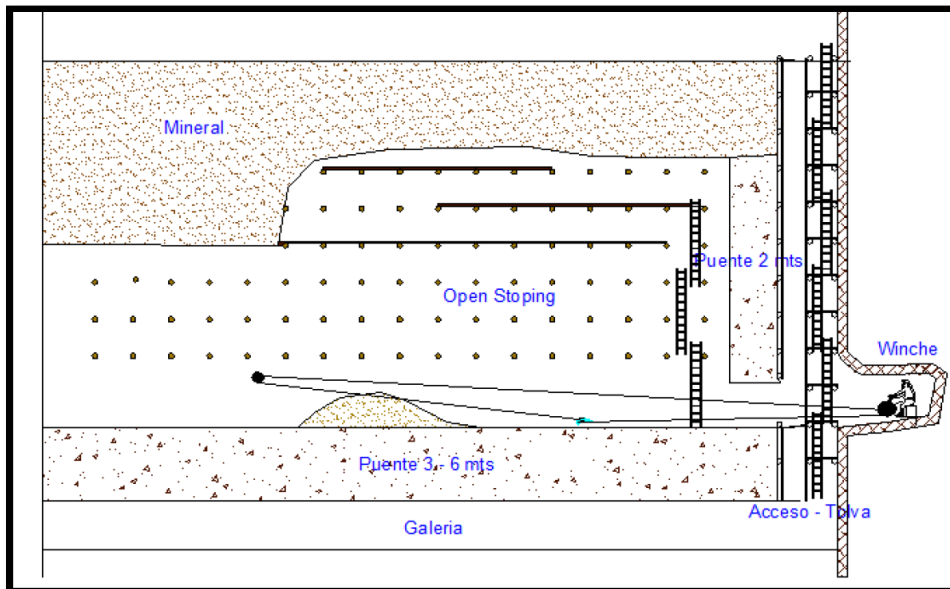 Mineral
Puente 2 mts
Open Stoping
Winche
Puente 3 - 6 mts
Acceso - Tolva
Galeria